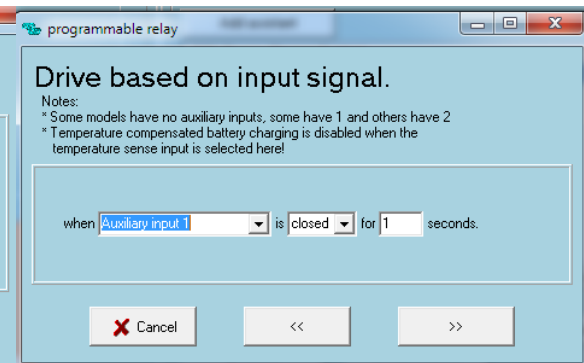 Add assistant
programmable relay
Drive based on input signal.
Notes:
* Some models have no auxiliary inputs, some have 1 and others have 2
* Temperature compensated battery charging is disabled when the
temperature sense input is selected here!
when Auxiliary input 1 is closed for 1 seconds.
Cancel << >>